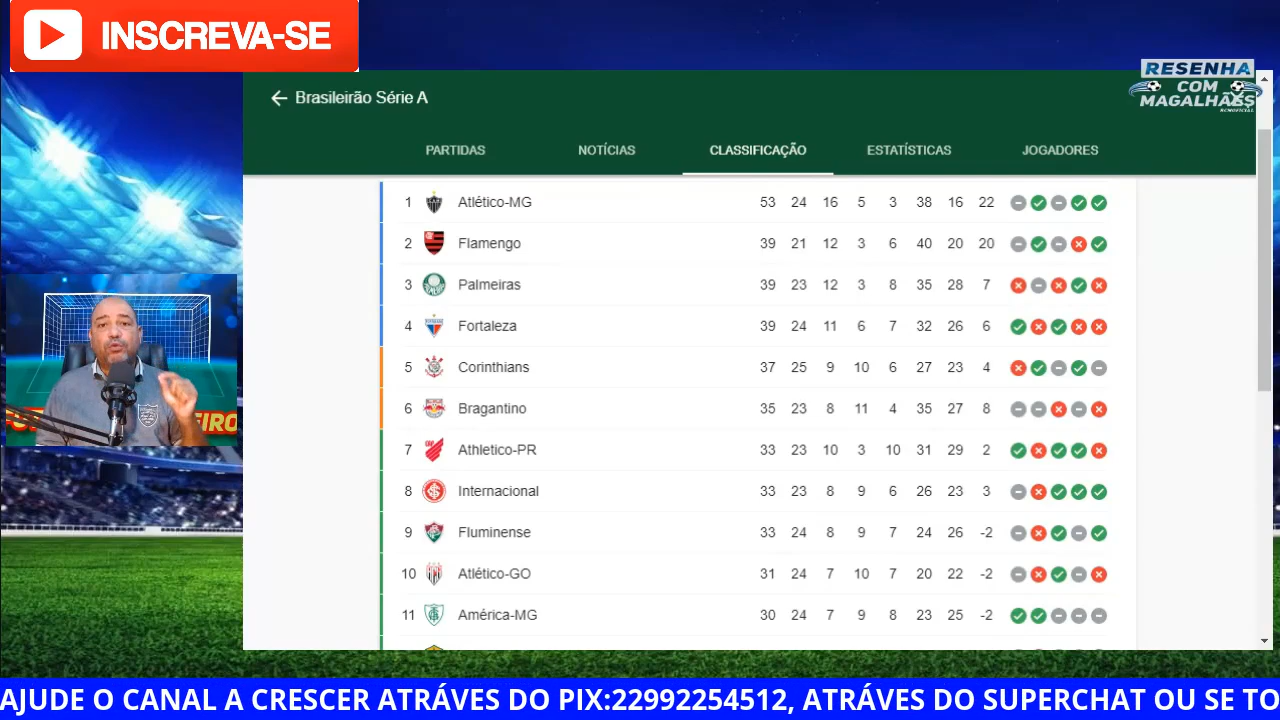 INSCREVA-SE
RESENHA
COM
MAGALHÃES
RCMOFICIAL
Brasileirão Série A
PARTIDAS NOTÍCIAS CLASSIFICAÇÃO ESTATÍSTICAS JOGADORES
1 Atlético-MG 53 24 16 5 3 38 16 22
2 Flamengo 39 21 12 3 6 40 20 20
3 Palmeiras 39 23 12 3 8 35 28 7
4 Fortaleza 39 24 11 6 7 32 26 6
5 Corinthians 37 25 9 10 6 27 23 4
6 Bragantino 35 23 8 11 4 35 27 8
7 Athletico-PR 33 23 10 3 10 31 29 2
8 Internacional 33 23 8 9 6 26 23 3
9 Fluminense 33 24 8 9 7 24 26 -2
10 Atlético-GO 31 24 7 10 7 20 22 -2
11 América-MG 30 24 7 9 8 23 25 -2
AJUDE O CANAL A CRESCER ATRÁVES DO PIX:22992254512, ATRÁVES DO SUPERCHAT OU SE TO